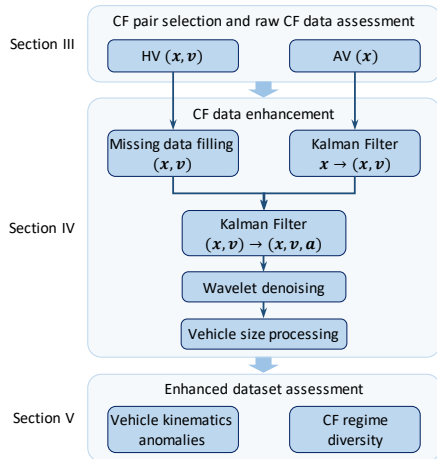 CF pair selection and raw CF data assessment
Section III
HV (x, v)
AV (x)
CF data enhancement
Missing data filling
(x, v)
Kalman Filter
x → (x, v)
Section IV
Kalman Filter
(x, v) → (x, v, a)
Wavelet denoising
Vehicle size processing
Enhanced dataset assessment
Section V
Vehicle kinematics
anomalies
CF regime
diversity